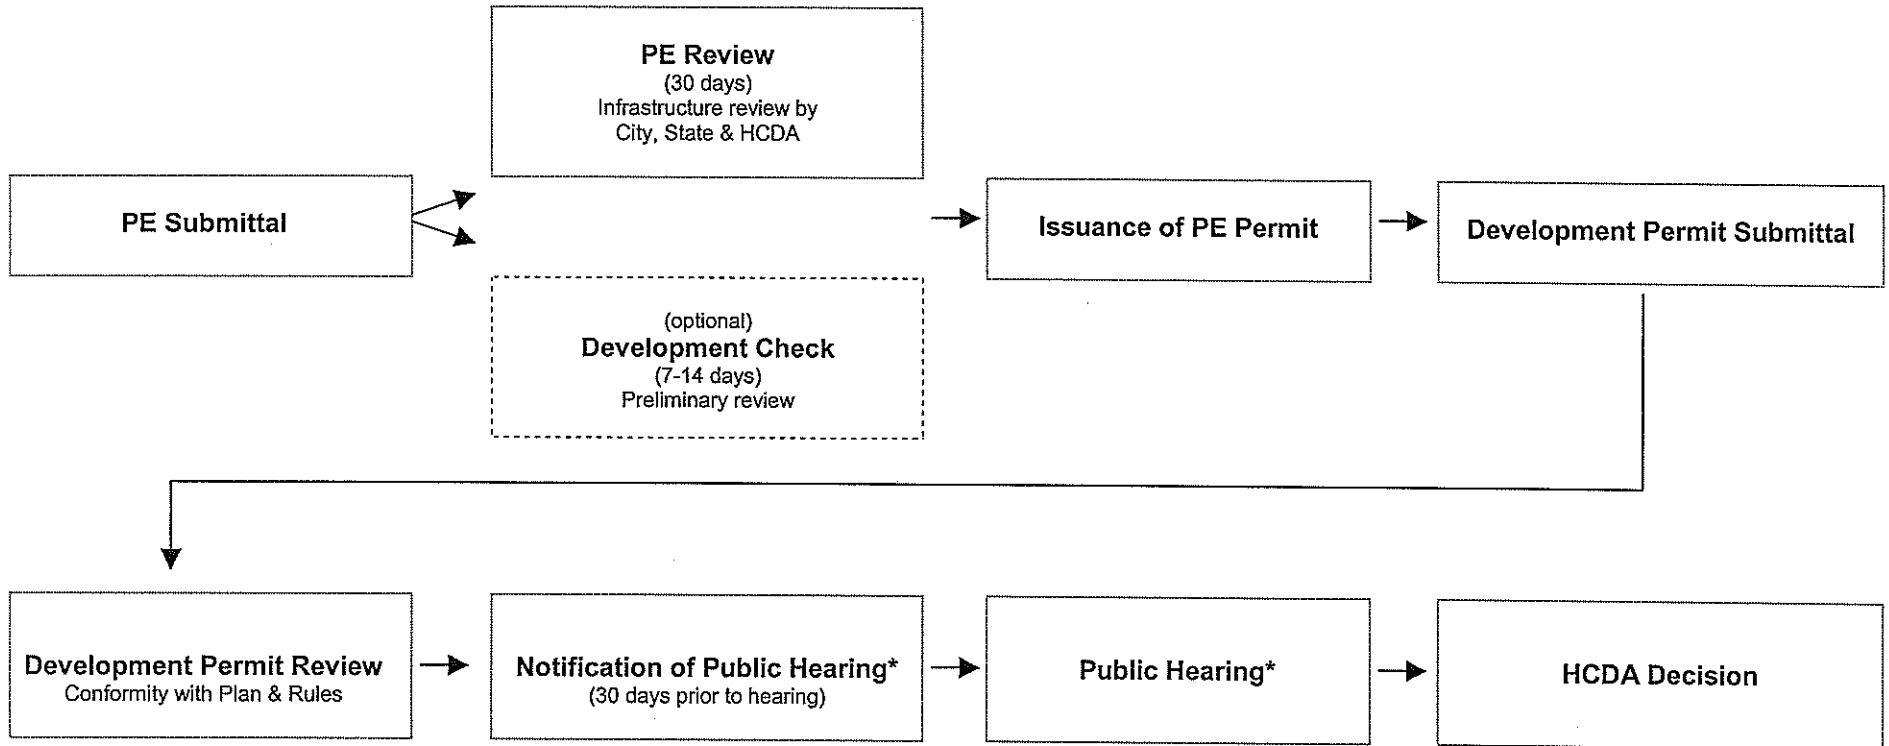 PE Submittal
PE Review
(30 days)
Infrastructure review by
City, State & HCDA
(optional)
Development Check
(7-14 days)
Preliminary review
Issuance of PE Permit
Development Permit Submittal
Development Permit Review
Conformity with Plan & Rules
Notification of Public Hearing*
(30 days prior to hearing)
Public Hearing*
HCDA Decision